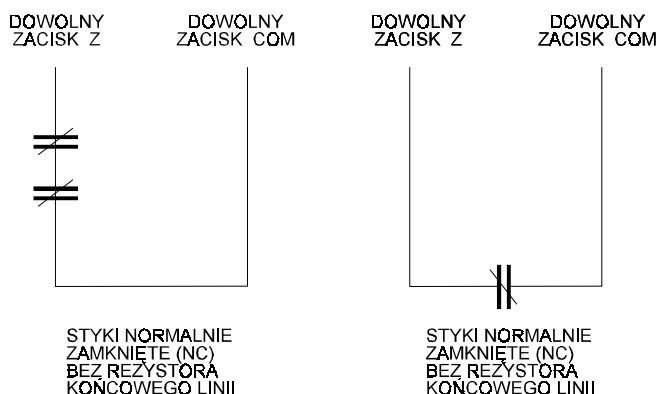 DOWOLNY
ZACISK Z
DOWOLNY
ZACISK COM
DOWOLNY
ZACISK Z
DOWOLNY
ZACISK COM
STYKI NORMALNIE
ZAMKNIĘTE (NC)
BEZ REZYSTORA
KOŃCOWEGO LINII
STYKI NORMALNIE
ZAMKNIĘTE (NC)
BEZ REZYSTORA
KOŃCOWEGO LINII